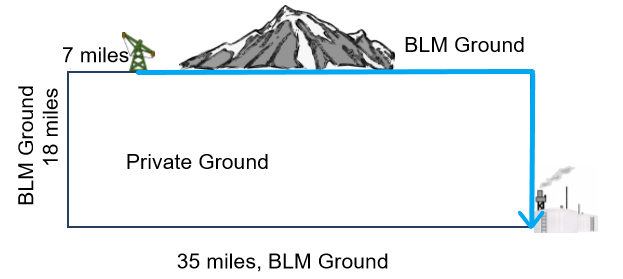 7 miles
BLM Ground
BLM Ground
18 miles
Private Ground
35 miles, BLM Ground